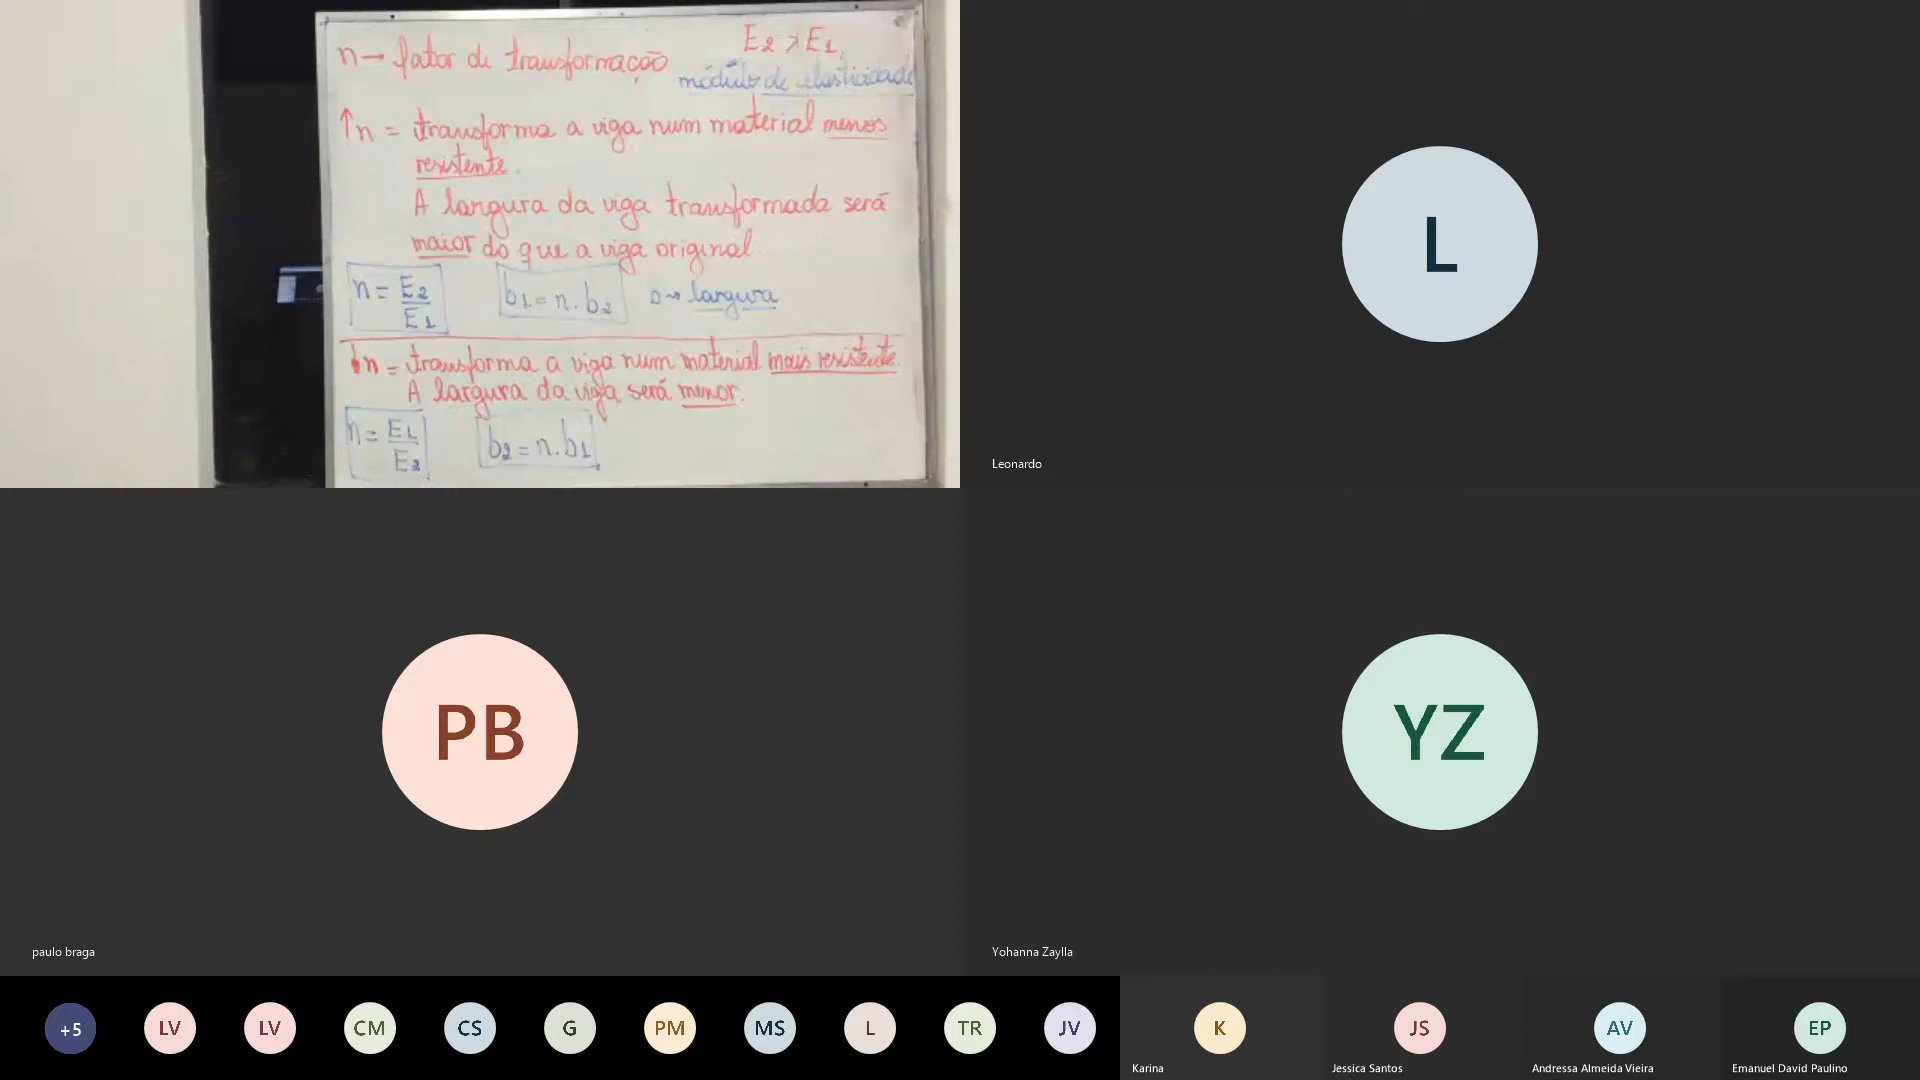 n → fator de transformação
E2 > E1
módulo de elasticidade
↑n = transforma a viga num material menos
resistente.
A largura da viga transformada será
maior do que a viga original
n = E2/E1
b1 = n. b2
b → largura
↓n = transforma a viga num material mais resistente.
A largura da viga será menor.
n = E1/E2
b2 = n. b1
L
Leonardo
PB
paulo braga
YZ
Yohanna Zaylla
+5
LV
LV
CM
CS
G
PM
MS
L
TR
JV
K
Karina
JS
Jessica Santos
AV
Andressa Almeida Vieira
EP
Emanuel David Paulino